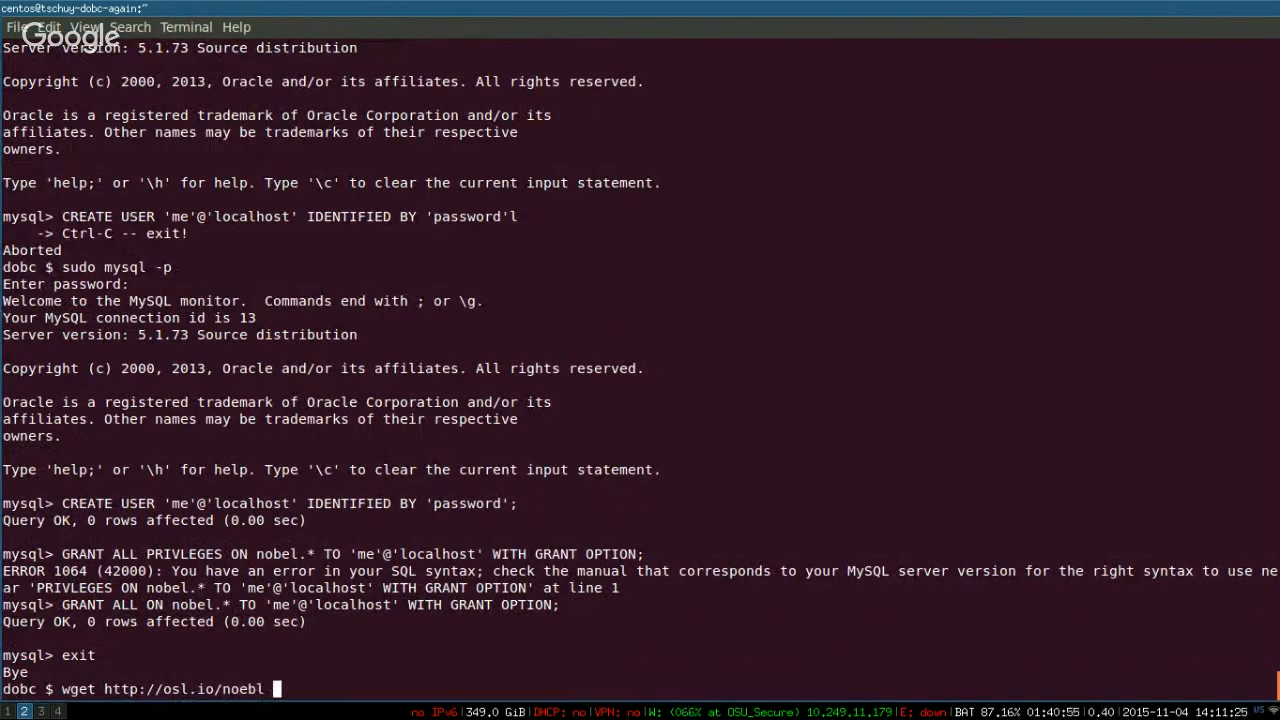 centos@tschuy-dobc-again:~
File Edit View Search Terminal Help
Google
Server version: 5.1.73 Source distribution
Copyright (c) 2000, 2013, Oracle and/or its affiliates. All rights reserved.
Oracle is a registered trademark of Oracle Corporation and/or its
affiliates. Other names may be trademarks of their respective
owners.
Type 'help;' or '\h' for help. Type '\c' to clear the current input statement.
mysql> CREATE USER 'me'@'localhost' IDENTIFIED BY 'password'l
    -> Ctrl-C -- exit!
Aborted
dobc $ sudo mysql -p
Enter password:
Welcome to the MySQL monitor.  Commands end with ; or \g.
Your MySQL connection id is 13
Server version: 5.1.73 Source distribution
Copyright (c) 2000, 2013, Oracle and/or its affiliates. All rights reserved.
Oracle is a registered trademark of Oracle Corporation and/or its
affiliates. Other names may be trademarks of their respective
owners.
Type 'help;' or '\h' for help. Type '\c' to clear the current input statement.
mysql> CREATE USER 'me'@'localhost' IDENTIFIED BY 'password';
Query OK, 0 rows affected (0.00 sec)
mysql> GRANT ALL PRIVLEGES ON nobel.* TO 'me'@'localhost' WITH GRANT OPTION;
ERROR 1064 (42000): You have an error in your SQL syntax; check the manual that corresponds to your MySQL server version for the right syntax to use ne
ar 'PRIVLEGES ON nobel.* TO 'me'@'localhost' WITH GRANT OPTION' at line 1
mysql> GRANT ALL ON nobel.* TO 'me'@'localhost' WITH GRANT OPTION;
Query OK, 0 rows affected (0.00 sec)
mysql> exit
Bye
dobc $ wget http://osl.io/noebl
1 2 3 4 no IPv6|349.0 GiB|DHCP: no|VPN: no|W: (066% at OSU_Secure) 10.249.11.179|E: down|BAT 87.16% 01:40:55|0.40|2015-11-04 14:11:25 US